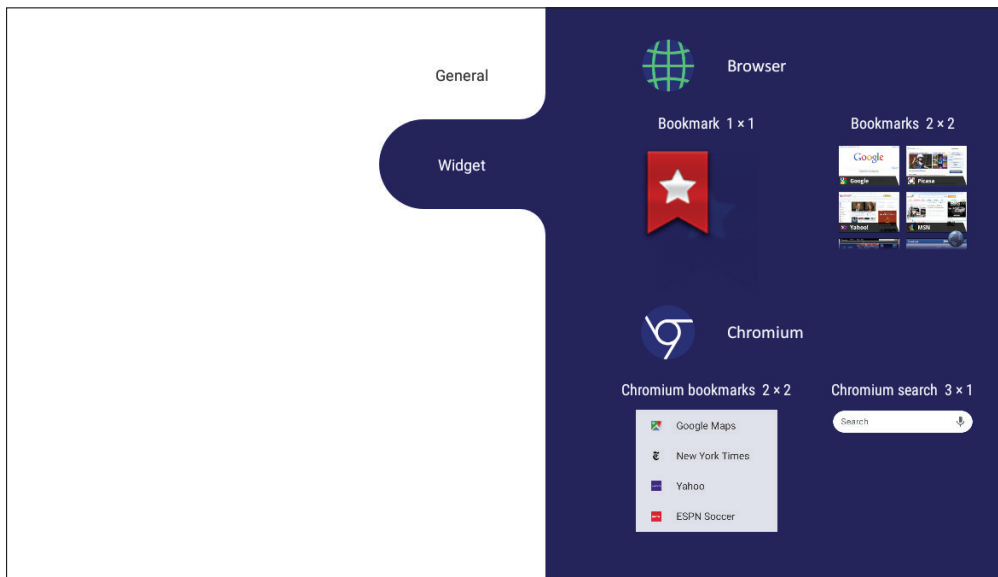 General
Widget
Browser
Bookmark 1 × 1
Bookmarks 2 × 2
Google
Google
Picasa
Yahoo!
MSN
Chromium
Chromium bookmarks 2 × 2
Chromium search 3 × 1
Google Maps
New York Times
Yahoo
ESPN Soccer
Search